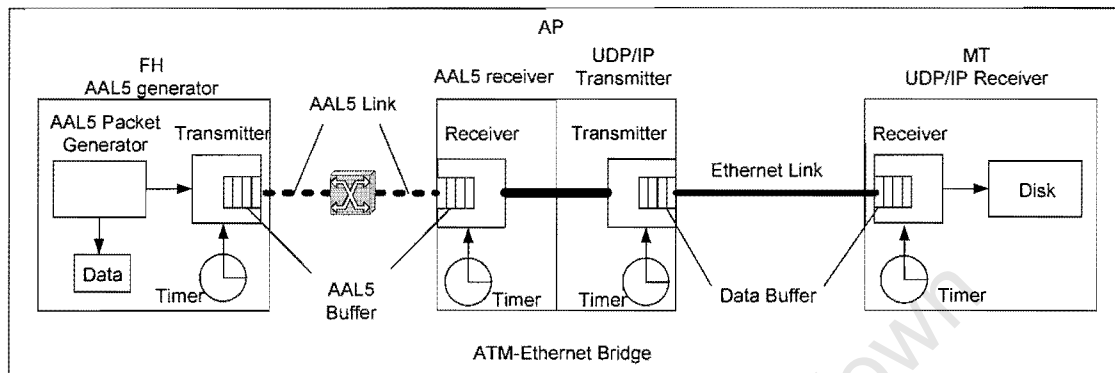 AP
FH
AAL5 generator
AAL5 receiver
UDP/IP
Transmitter
MT
UDP/IP Receiver
AAL5 Packet
Generator
Transmitter
AAL5 Link
Receiver
Transmitter
Ethernet Link
Receiver
Disk
Data
Timer
AAL5
Buffer
Timer
Timer
Data Buffer
Timer
ATM-Ethernet Bridge
own